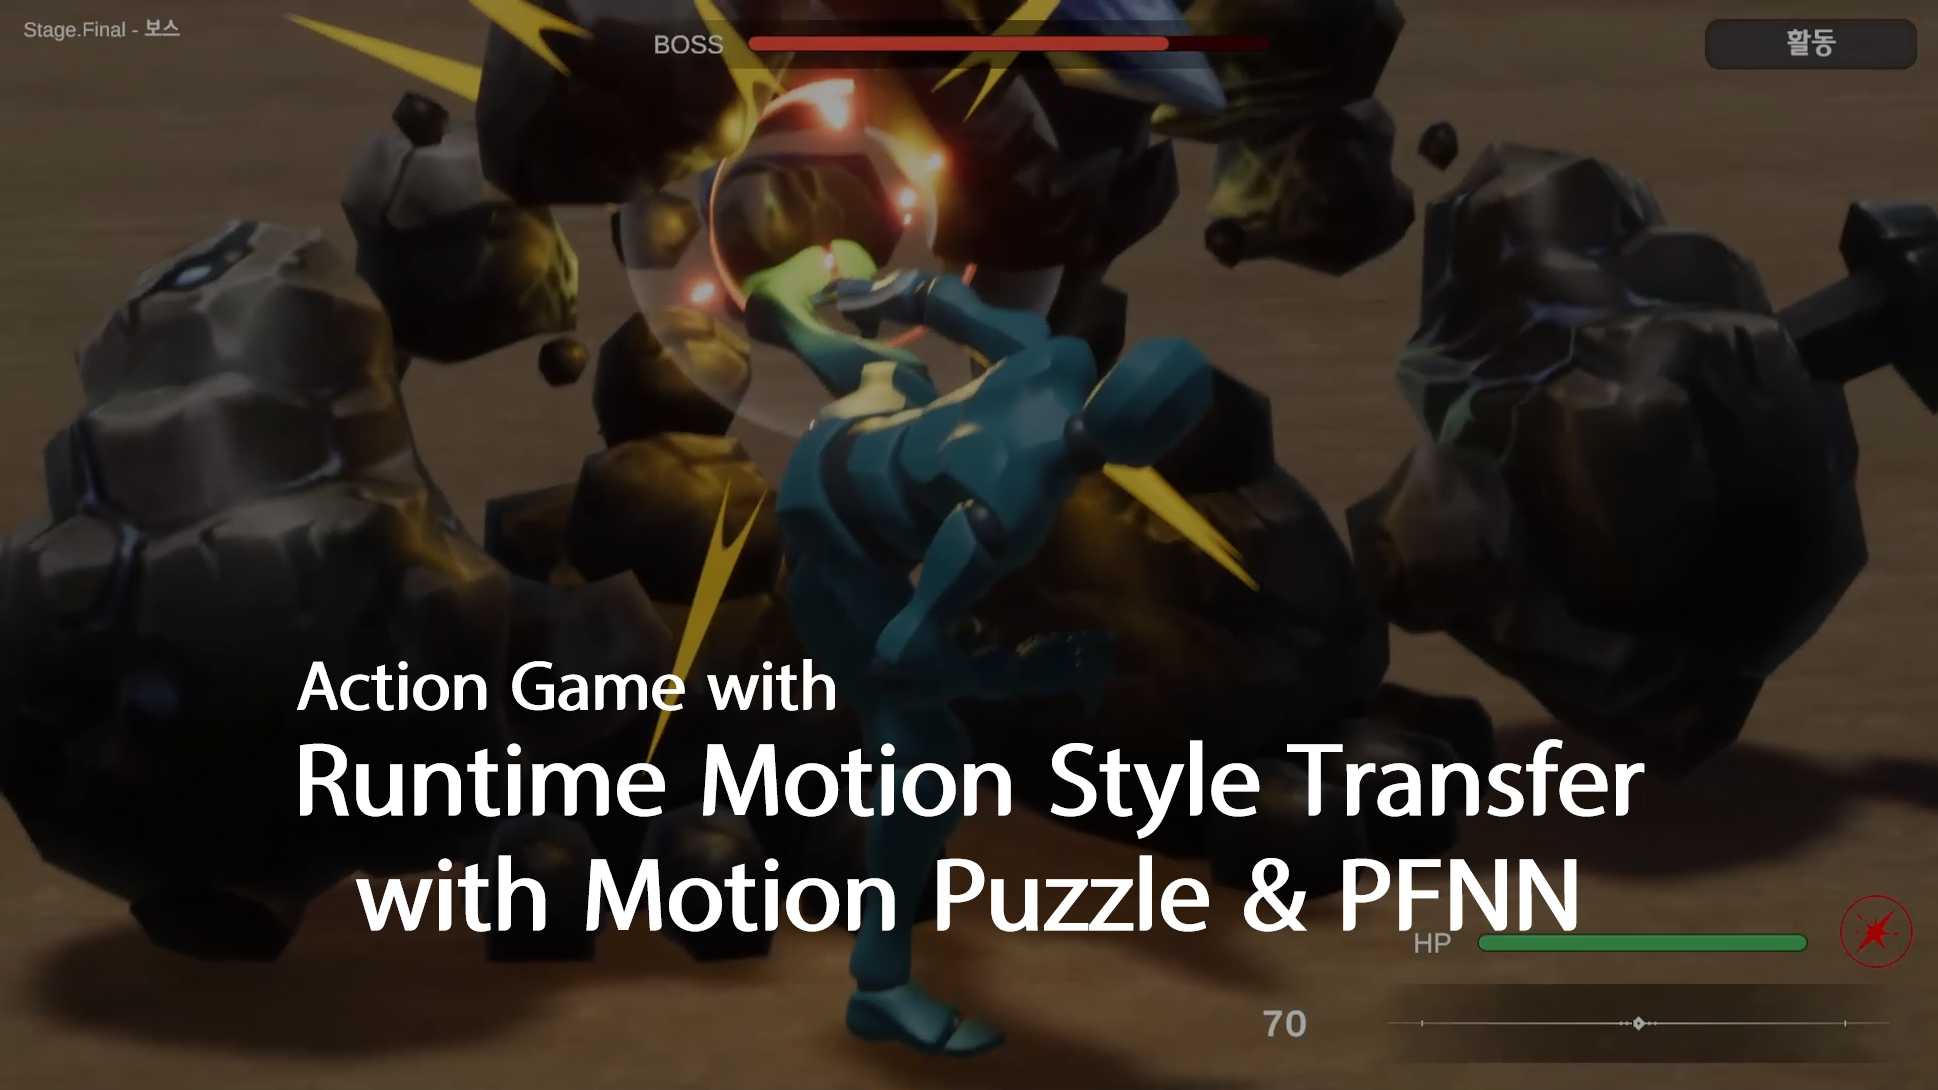 Stage.Final - 보스
BOSS
활동
Action Game with
Runtime Motion Style Transfer
with Motion Puzzle & PFNN
HP
70